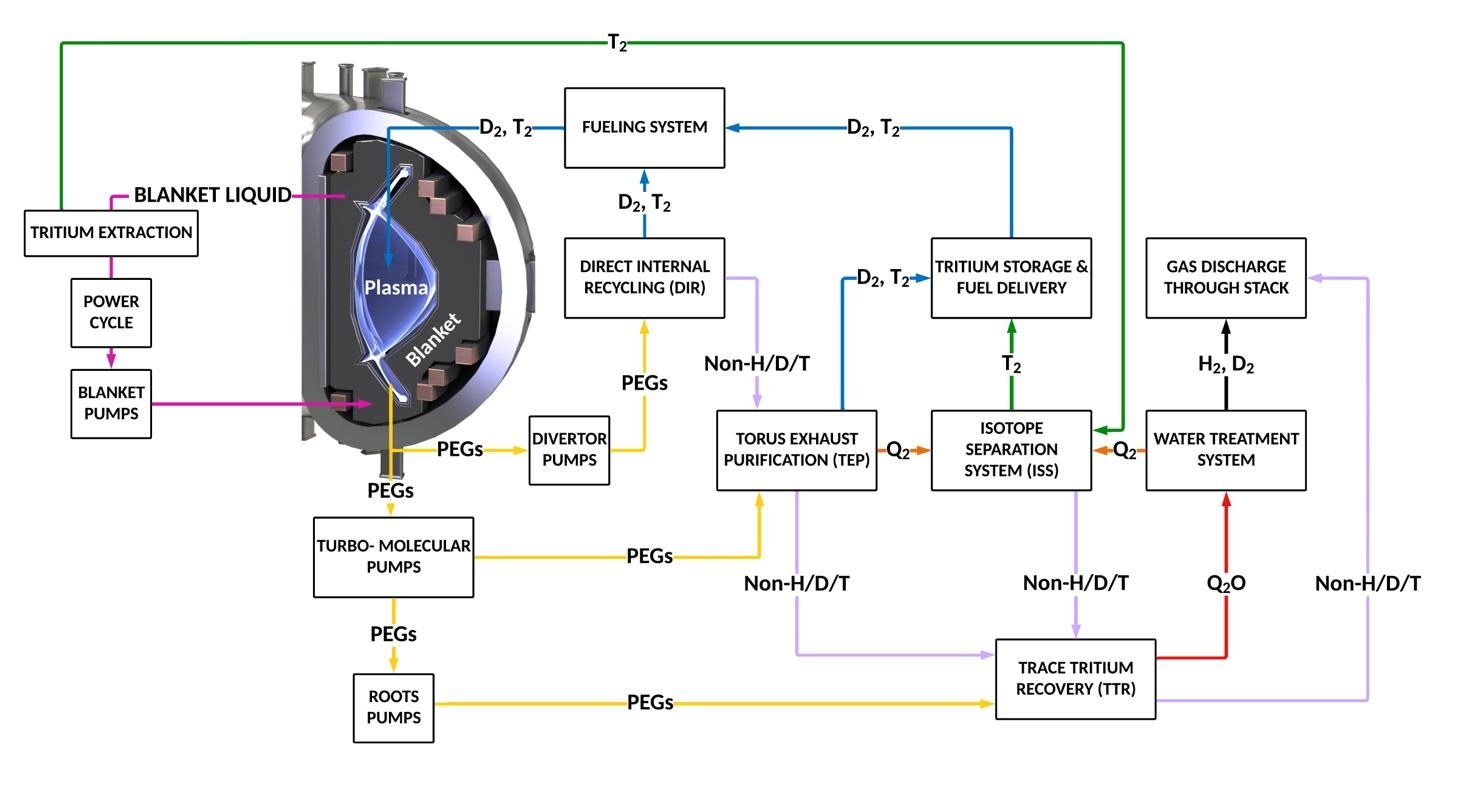 T₂
D₂, T₂
FUELING SYSTEM
D₂, T₂
BLANKET LIQUID
D₂, T₂
TRITIUM EXTRACTION
DIRECT INTERNAL
RECYCLING (DIR)
D₂, T₂
TRITIUM STORAGE &
FUEL DELIVERY
GAS DISCHARGE
THROUGH STACK
POWER
CYCLE
Plasma
Blanket
Non-H/D/T
T₂
H₂, D₂
PEGs
BLANKET
PUMPS
PEGs
DIVERTOR
PUMPS
TORUS EXHAUST
PURIFICATION (TEP)
Q₂
ISOTOPE
SEPARATION
SYSTEM (ISS)
Q₂
WATER TREATMENT
SYSTEM
PEGs
TURBO- MOLECULAR
PUMPS
PEGs
Non-H/D/T
Non-H/D/T
Q₂O
Non-H/D/T
PEGs
TRACE TRITIUM
RECOVERY (TTR)
ROOTS
PUMPS
PEGs